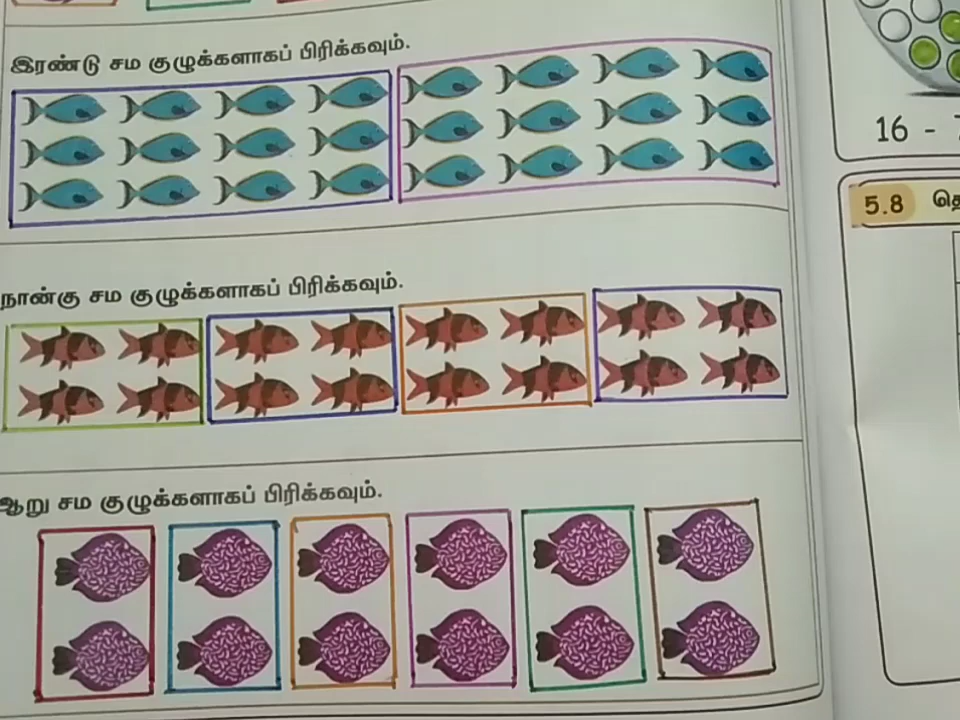 இரண்டு சம குழுக்களாகப் பிரிக்கவும்.
நான்கு சம குழுக்களாகப் பிரிக்கவும்.
ஆறு சம குழுக்களாகப் பிரிக்கவும்.
16 -
5.8